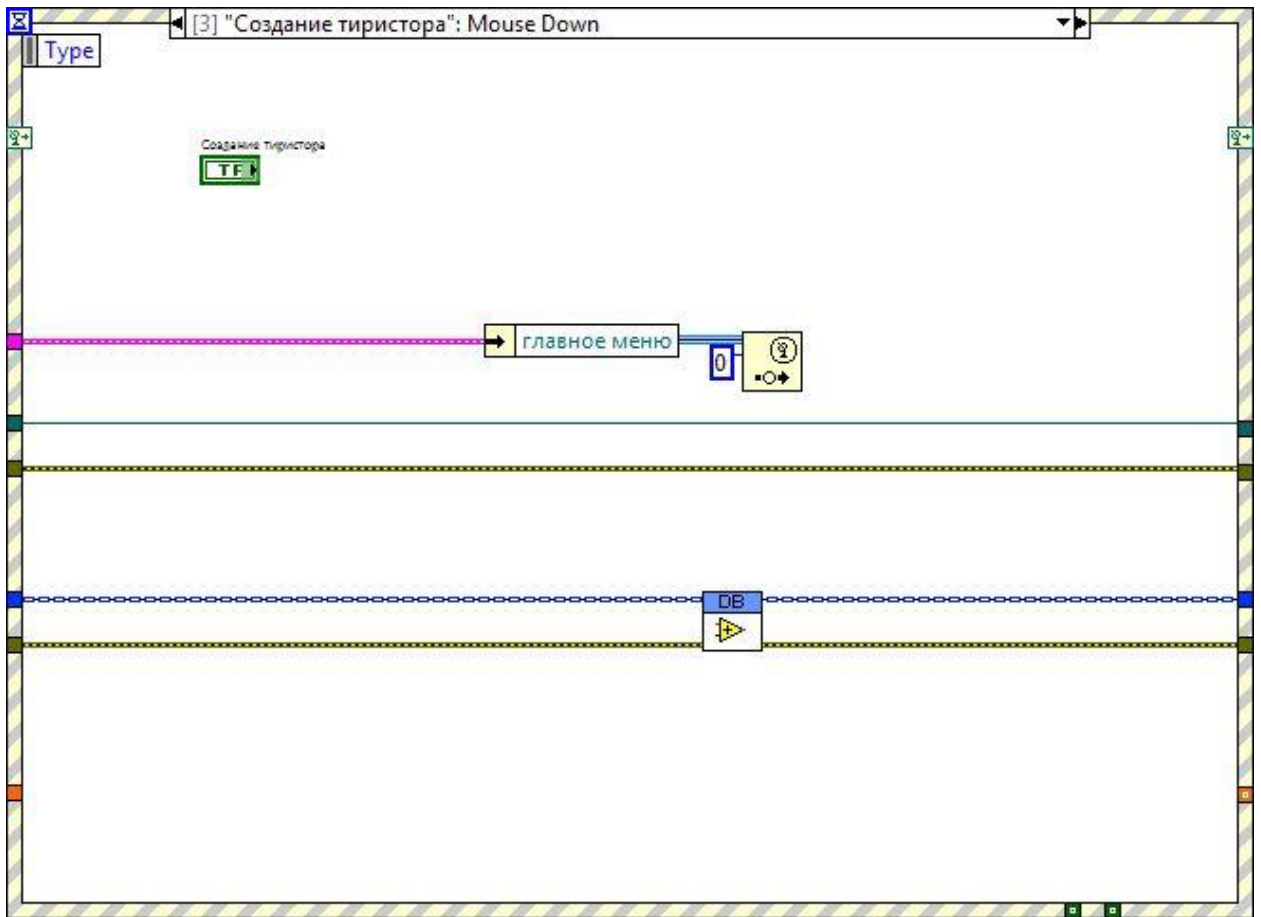 [3] "Создание тиристора": Mouse Down
Type
Создание тиристора
TF
главное меню
0
DB